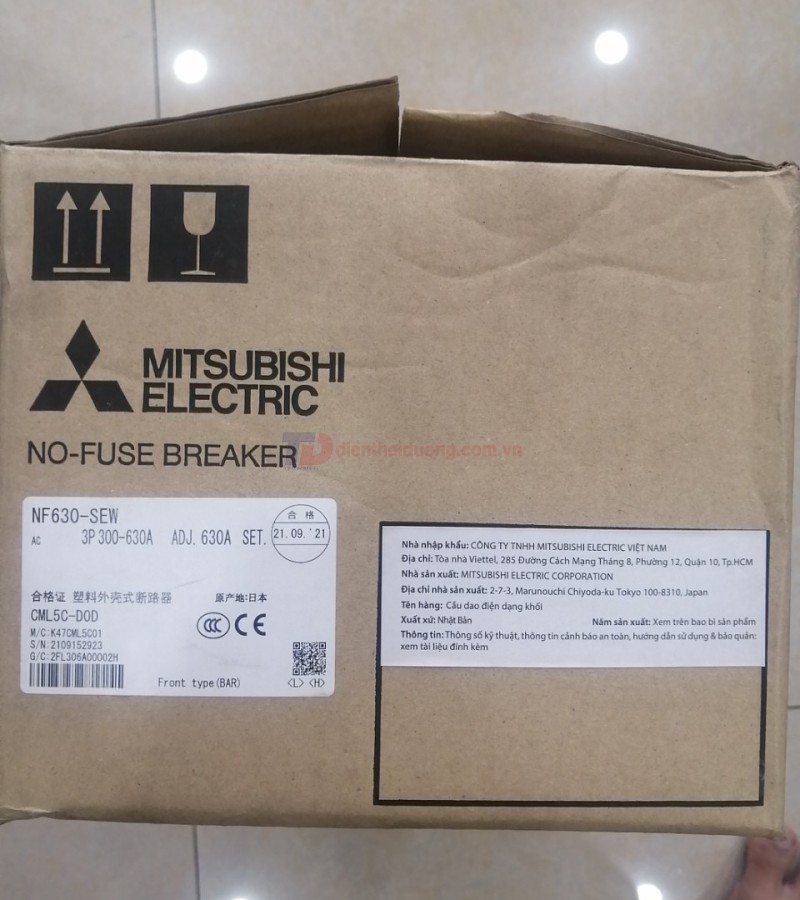 MITSUBISHI
ELECTRIC
NO-FUSE BREAKER
TD dienthaiduong.com.vn
NF630-SEW
AC 3P 300-630A ADJ. 630A SET.
合格
21.09.'21
合格证 塑料外壳式断路器 原产地:日本
CML5C-D0D
CCC CE
M/C:K47CML5C01
S/N:2109152923
G/C:2FL306A00002H
Front type(BAR) <L> <H>
Nhà nhập khẩu: CÔNG TY TNHH MITSUBISHI ELECTRIC VIỆT NAM
Địa chỉ: Tòa nhà Viettel, 285 Đường Cách Mạng Tháng 8, Phường 12, Quận 10, Tp.HCM
Nhà sản xuất: MITSUBISHI ELECTRIC CORPORATION
Địa chỉ nhà sản xuất: 2-7-3, Marunouchi Chiyoda-ku Tokyo 100-8310, Japan
Tên hàng: Cầu dao điện dạng khối
Xuất xứ: Nhật Bản Năm sản xuất: Xem trên bao bì sản phẩm
Thông tin: Thông số kỹ thuật, thông tin cảnh báo an toàn, hướng dẫn sử dụng & bảo quản:
xem tài liệu đính kèm